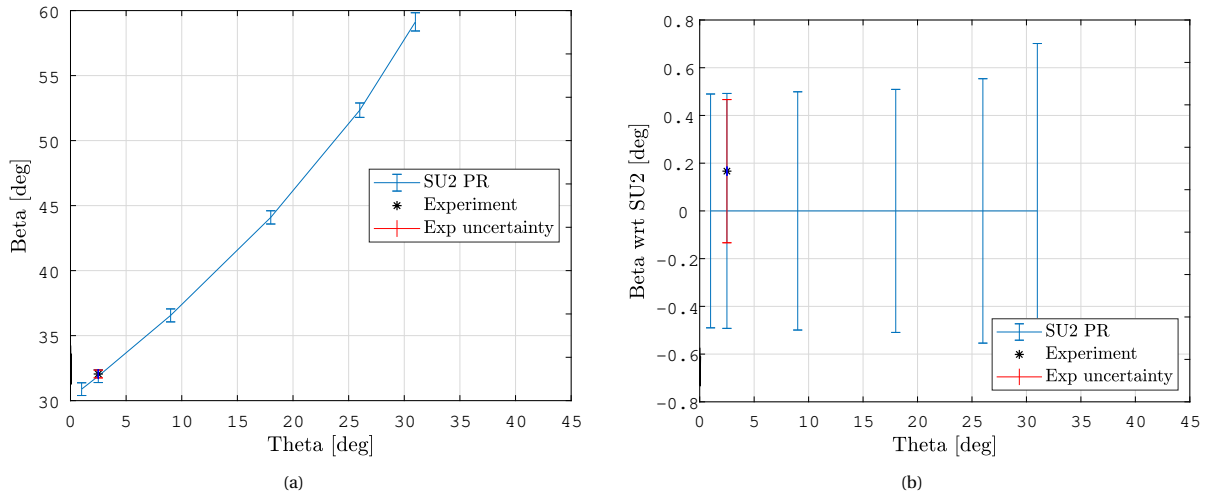 60
55
50
45
40
35
30
Beta [deg]
0 5 10 15 20 25 30 35 40 45
Theta [deg]
SU2 PR
Experiment
Exp uncertainty
(a)
0.8
0.6
0.4
0.2
0
-0.2
-0.4
-0.6
-0.8
Beta wrt SU2 [deg]
0 5 10 15 20 25 30 35 40 45
Theta [deg]
SU2 PR
Experiment
Exp uncertainty
(b)